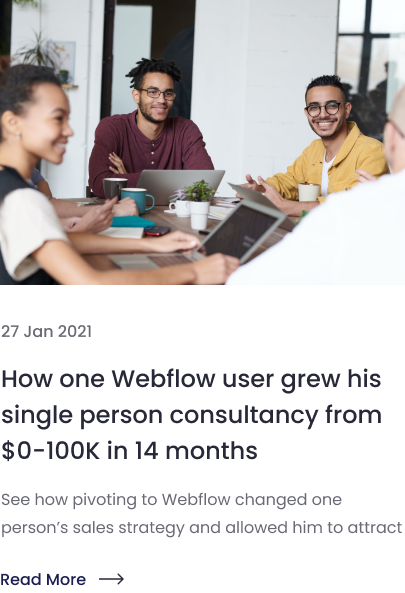 27 Jan 2021
How one Webflow user grew his
single person consultancy from
$0-100K in 14 months
See how pivoting to Webflow changed one
person’s sales strategy and allowed him to attract
Read More